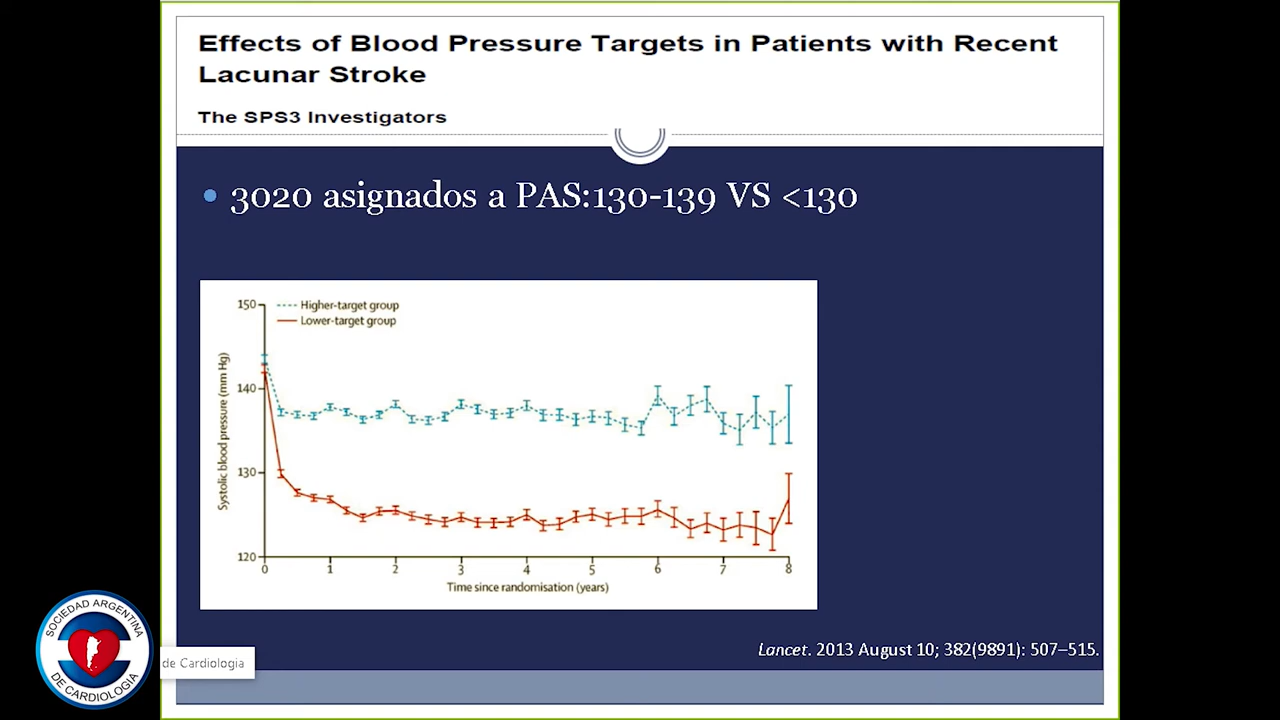 Effects of Blood Pressure Targets in Patients with Recent
Lacunar Stroke
The SPS3 Investigators
• 3020 asignados a PAS:130-139 VS <130
150
140
130
120
Systolic blood pressure (mm Hg)
Higher-target group
Lower-target group
0 1 2 3 4 5 6 7 8
Time since randomisation (years)
Lancet. 2013 August 10; 382(9891): 507–515.
SOCIEDAD ARGENTINA
DE CARDIOLOGIA
de Cardiologia